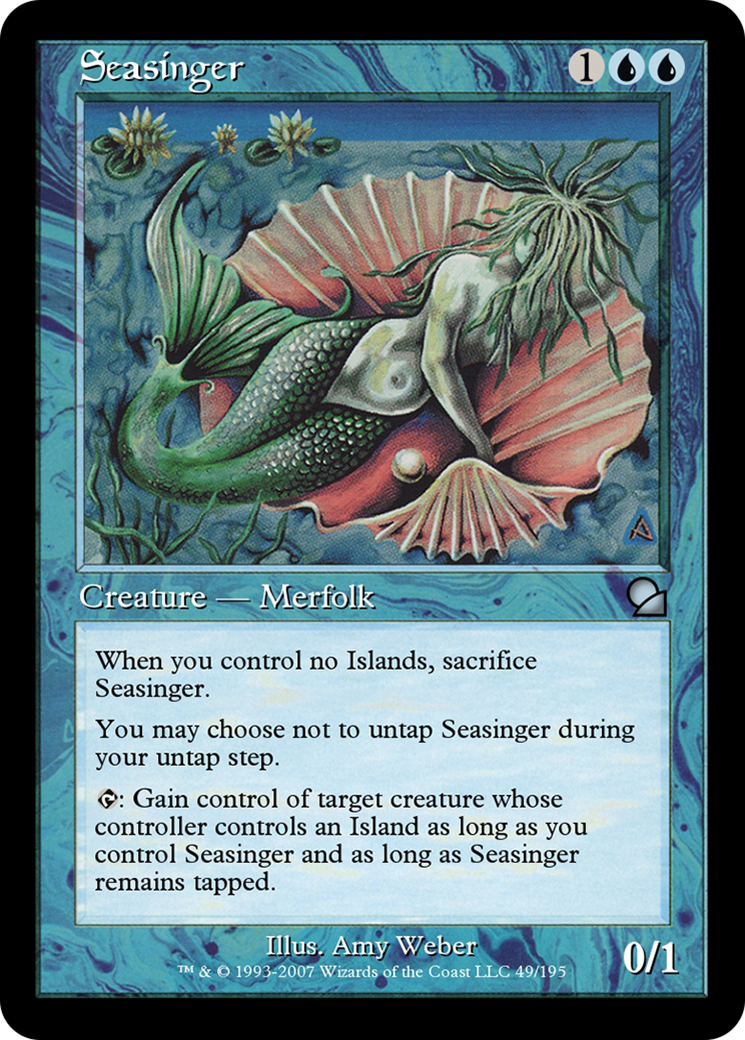 Seasinger 1
Creature — Merfolk
When you control no Islands, sacrifice
Seasinger.
You may choose not to untap Seasinger during
your untap step.
: Gain control of target creature whose
controller controls an Island as long as you
control Seasinger and as long as Seasinger
remains tapped.
Illus. Amy Weber
™ & © 1993-2007 Wizards of the Coast LLC 49/195
0/1